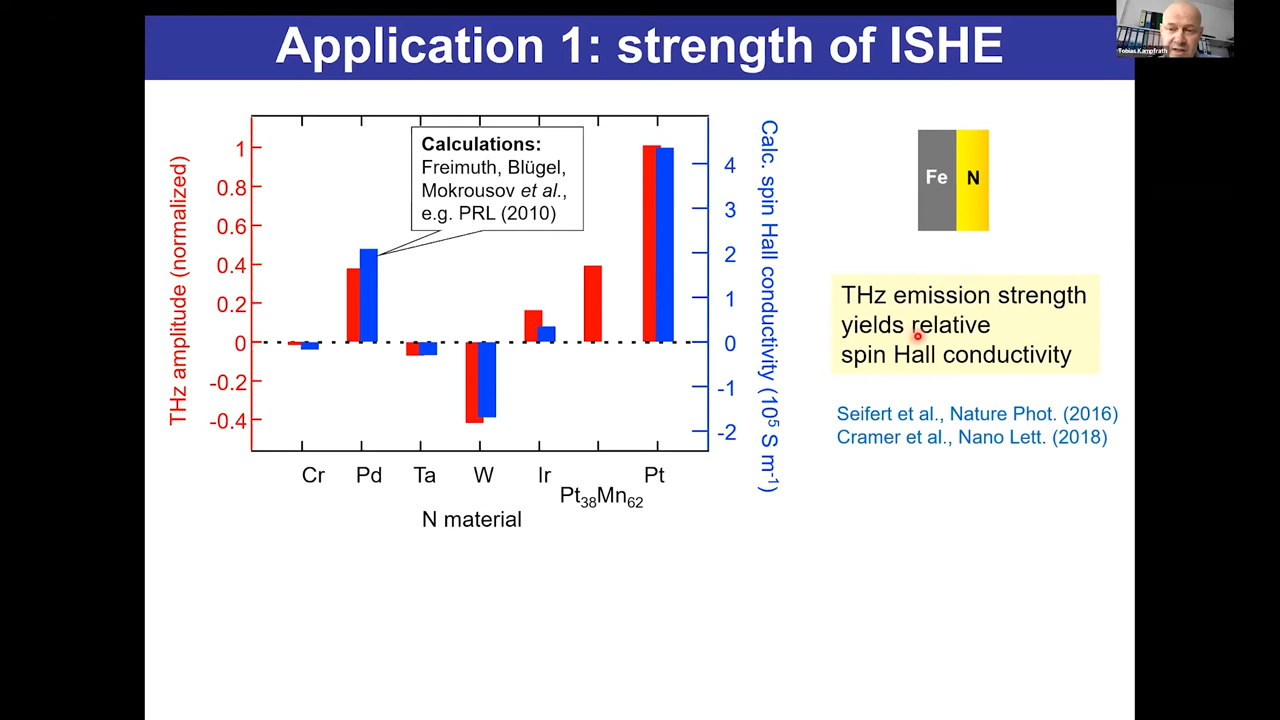 Application 1: strength of ISHE
Tobias Kampfrath
THz amplitude (normalized)
1
0.8
0.6
0.4
0.2
0
-0.2
-0.4
Calculations:
Freimuth, Blügel,
Mokrousov et al.,
e.g. PRL (2010)
4
3
2
1
0
-1
-2
Calc. spin Hall conductivity (10⁵ S m⁻¹)
Cr Pd Ta W Ir Pt
Pt₃₈Mn₆₂
N material
Fe N
THz emission strength
yields relative
spin Hall conductivity
Seifert et al., Nature Phot. (2016)
Cramer et al., Nano Lett. (2018)